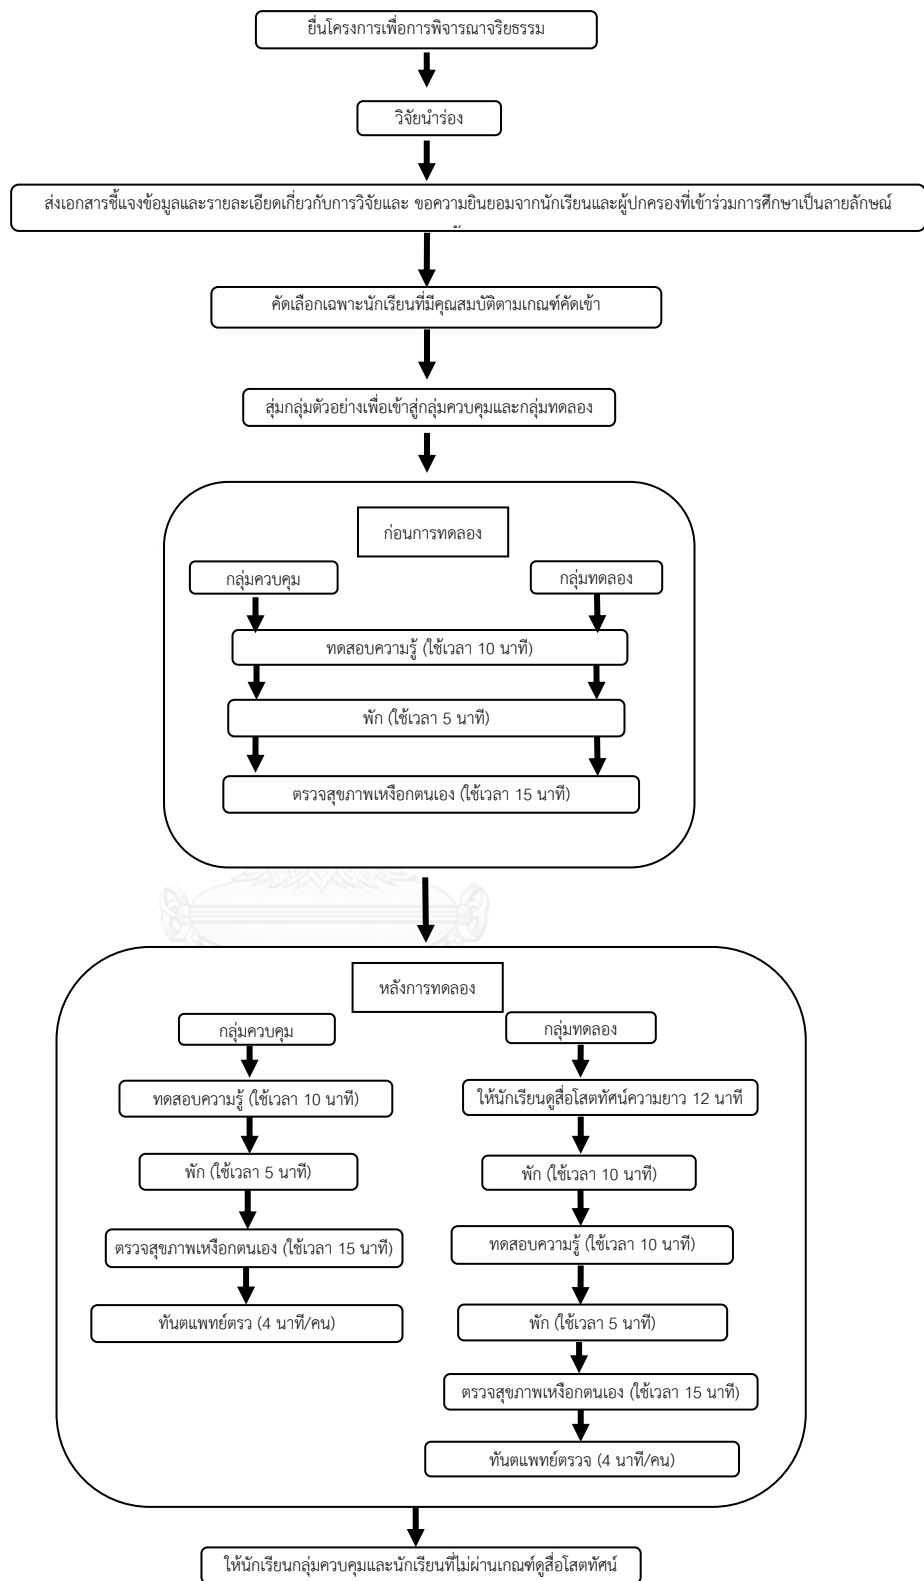 ยื่นโครงการเพื่อการพิจารณาจริยธรรม
วิจัยนำร่อง
ส่งเอกสารชี้แจงข้อมูลและรายละเอียดเกี่ยวกับการวิจัยและ ขอความยินยอมจากนักเรียนและผู้ปกครองที่เข้าร่วมการศึกษาเป็นลายลักษณ์
คัดเลือกเฉพาะนักเรียนที่มีคุณสมบัติตามเกณฑ์คัดเข้า
สุ่มกลุ่มตัวอย่างเพื่อเข้าสู่กลุ่มควบคุมและกลุ่มทดลอง
ก่อนการทดลอง
กลุ่มควบคุม
กลุ่มทดลอง
ทดสอบความรู้ (ใช้เวลา 10 นาที)
พัก (ใช้เวลา 5 นาที)
ตรวจสุขภาพเหงือกตนเอง (ใช้เวลา 15 นาที)
หลังการทดลอง
กลุ่มควบคุม
ทดสอบความรู้ (ใช้เวลา 10 นาที)
พัก (ใช้เวลา 5 นาที)
ตรวจสุขภาพเหงือกตนเอง (ใช้เวลา 15 นาที)
ทันตแพทย์ตรว (4 นาที/คน)
กลุ่มทดลอง
ให้นักเรียนดูสื่อโสตทัศน์ความยาว 12 นาที
พัก (ใช้เวลา 10 นาที)
ทดสอบความรู้ (ใช้เวลา 10 นาที)
พัก (ใช้เวลา 5 นาที)
ตรวจสุขภาพเหงือกตนเอง (ใช้เวลา 15 นาที)
ทันตแพทย์ตรวจ (4 นาที/คน)
ให้นักเรียนกลุ่มควบคุมและนักเรียนที่ไม่ผ่านเกณฑ์ดูสื่อโสตทัศน์